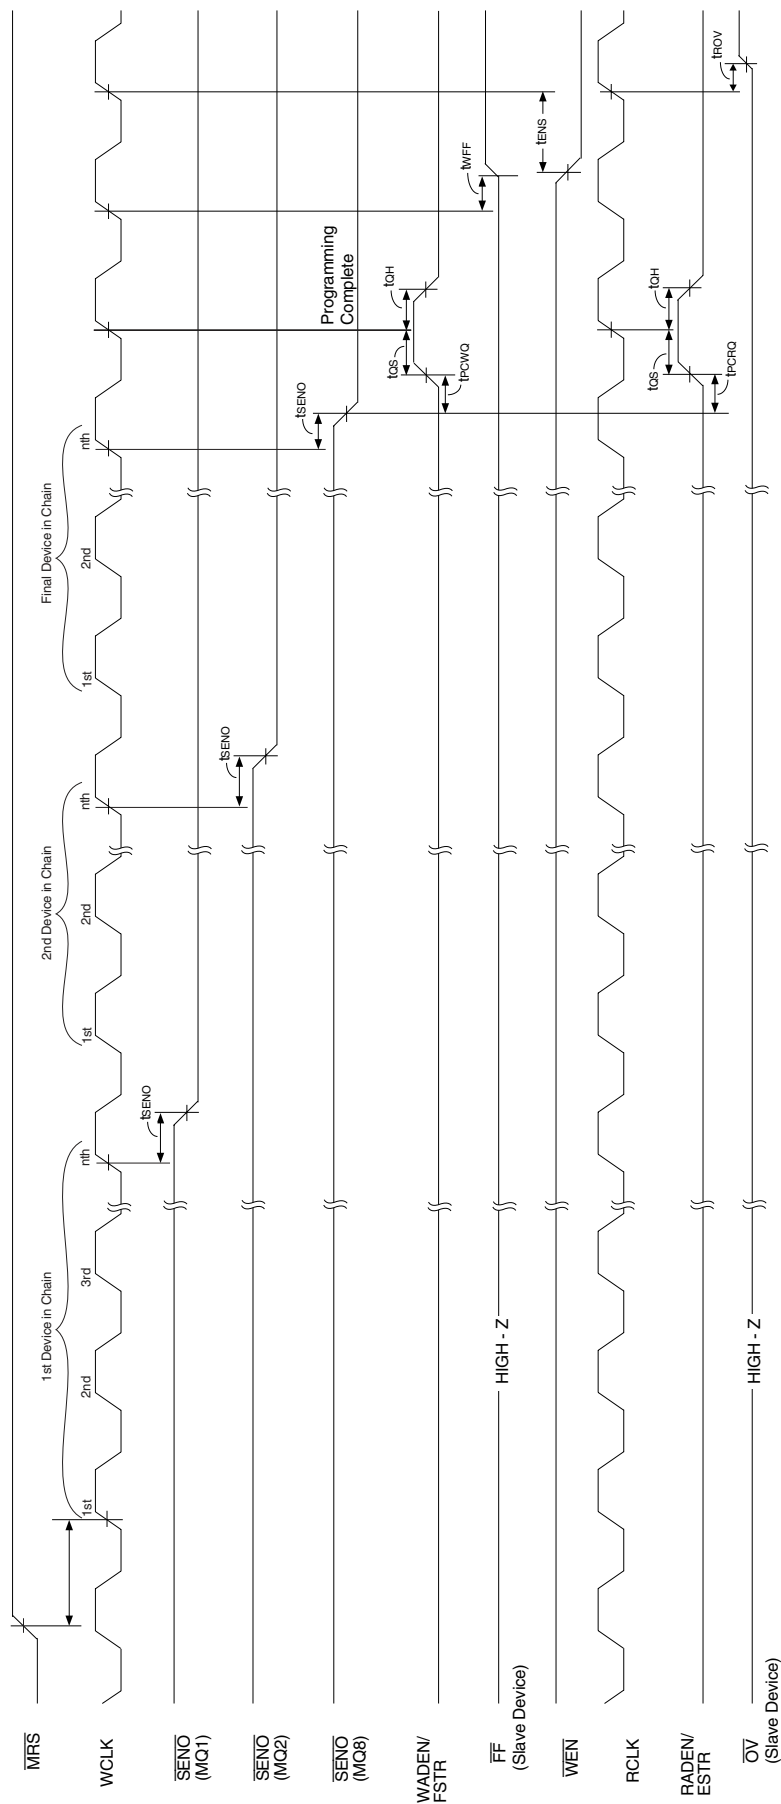 MRS
WCLK
1st Device in Chain
1st
2nd
3rd
nth
2nd Device in Chain
1st
2nd
nth
Final Device in Chain
1st
2nd
nth
SENO
(MQ1)
tSENO
SENO
(MQ2)
tSENO
SENO
(MQ8)
tSENO
Programming
Complete
WADEN/
FSTR
tPCWQ
tQS
tQH
FF
(Slave Device)
HIGH - Z
tWFF
WEN
tENS
RCLK
RADEN/
ESTR
tPCRQ
tQS
tQH
OV
(Slave Device)
HIGH - Z
tROV